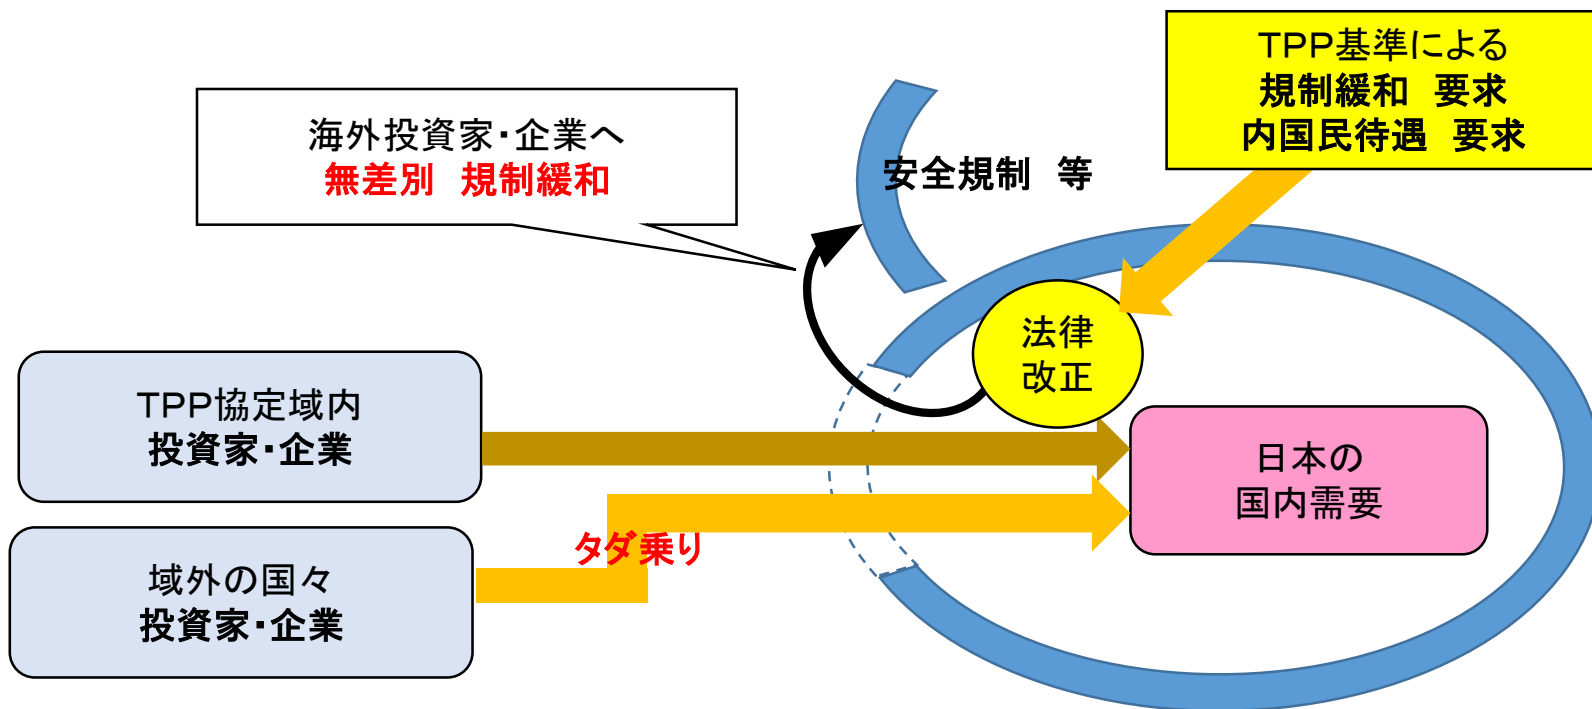 TPP基準による
規制緩和　要求
内国民待遇　要求
海外投資家・企業へ
無差別　規制緩和
安全規制　等
法律
改正
TPP協定域内
投資家・企業
日本の
国内需要
タダ乗り
域外の国々
投資家・企業